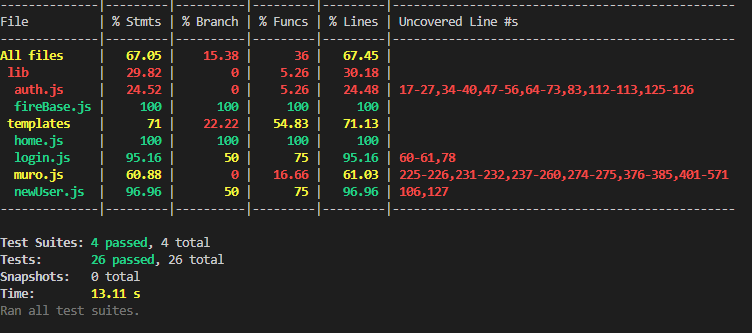 --------------|---------|----------|---------|---------|--------------------------------------------------
File          | % Stmts | % Branch | % Funcs | % Lines | Uncovered Line #s
--------------|---------|----------|---------|---------|--------------------------------------------------
All files     |   67.05 |    15.38 |      36 |   67.45 |
 lib          |   29.82 |        0 |    5.26 |   30.18 |
  auth.js     |   24.52 |        0 |    5.26 |   24.48 | 17-27,34-40,47-56,64-73,83,112-113,125-126
  fireBase.js |     100 |      100 |     100 |     100 |
 templates    |      71 |    22.22 |   54.83 |   71.13 |
  home.js     |     100 |      100 |     100 |     100 |
  login.js    |   95.16 |       50 |      75 |   95.16 | 60-61,78
  muro.js     |   60.88 |        0 |   16.66 |   61.03 | 225-226,231-232,237-260,274-275,376-385,401-571
  newUser.js  |   96.96 |       50 |      75 |   96.96 | 106,127
--------------|---------|----------|---------|---------|--------------------------------------------------
Test Suites: 4 passed, 4 total
Tests:       26 passed, 26 total
Snapshots:   0 total
Time:        13.11 s
Ran all test suites.